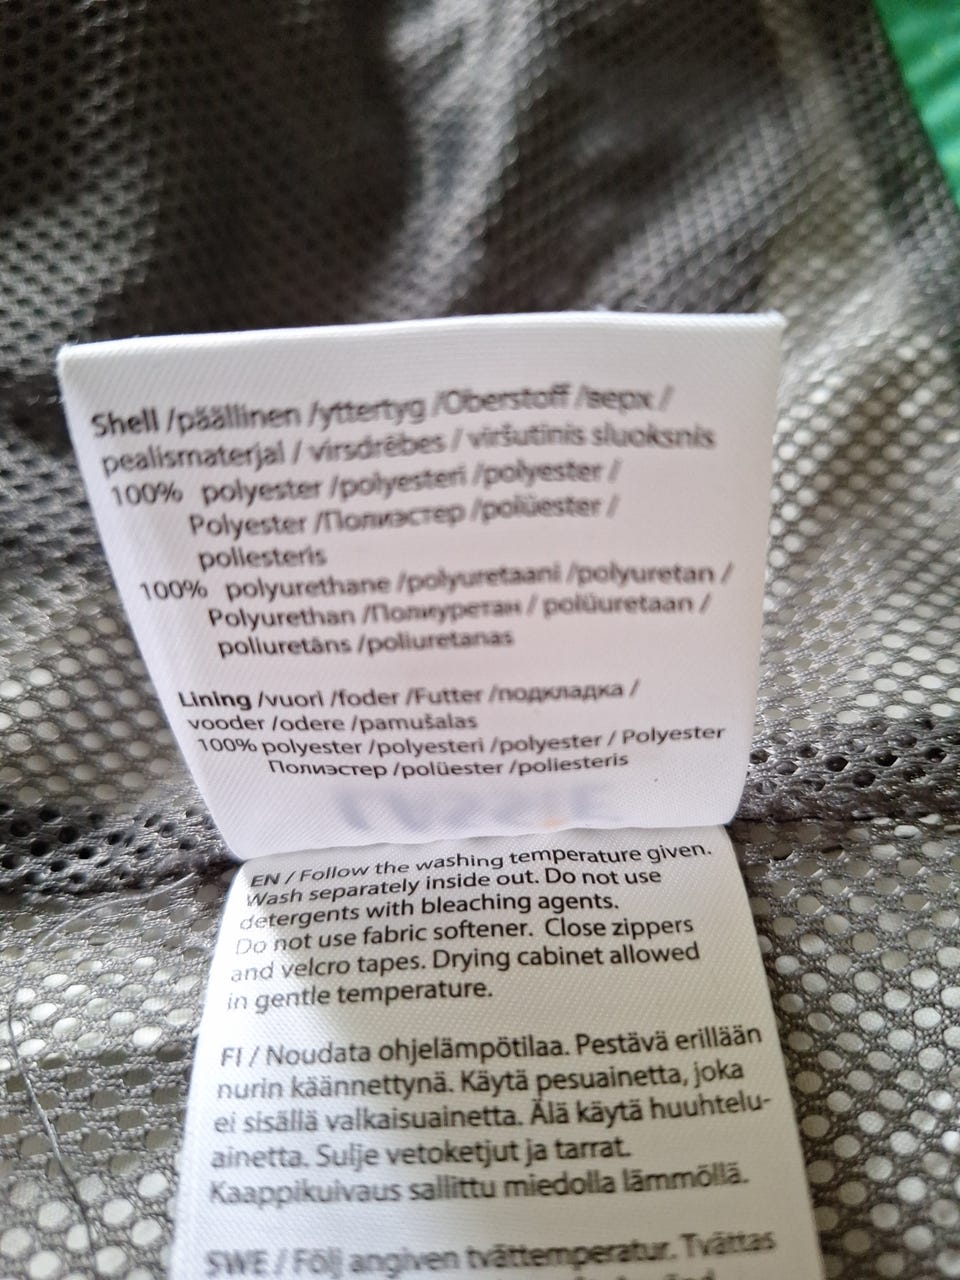 Shell /päällinen /yttertyg /Oberstoff /верх /
pealismaterjal / virsdrēbes / viršutinis sluoksnis
100% polyester /polyesteri /polyester /
Polyester /Полиэстер /polüester /
poliesteris
100% polyurethane /polyuretaani /polyuretan /
Polyurethan /Полиуретан / polüuretaan /
poliuretāns /poliuretanas
Lining /vuori /foder /Futter /подкладка /
vooder /odere /pamušalas
100% polyester /polyesteri /polyester / Polyester
Полиэстер /polüester /poliesteris
EN / Follow the washing temperature given.
Wash separately inside out. Do not use
detergents with bleaching agents.
Do not use fabric softener. Close zippers
and velcro tapes. Drying cabinet allowed
in gentle temperature.
FI / Noudata ohjelämpötilaa. Pestävä erillään
nurin käännettynä. Käytä pesuainetta, joka
ei sisällä valkaisuainetta. Älä käytä huuhtelu-
ainetta. Sulje vetoketjut ja tarrat.
Kaappikuivaus sallittu miedolla lämmöllä.
SWE / Följ angiven tvättemperatur. Tvättas